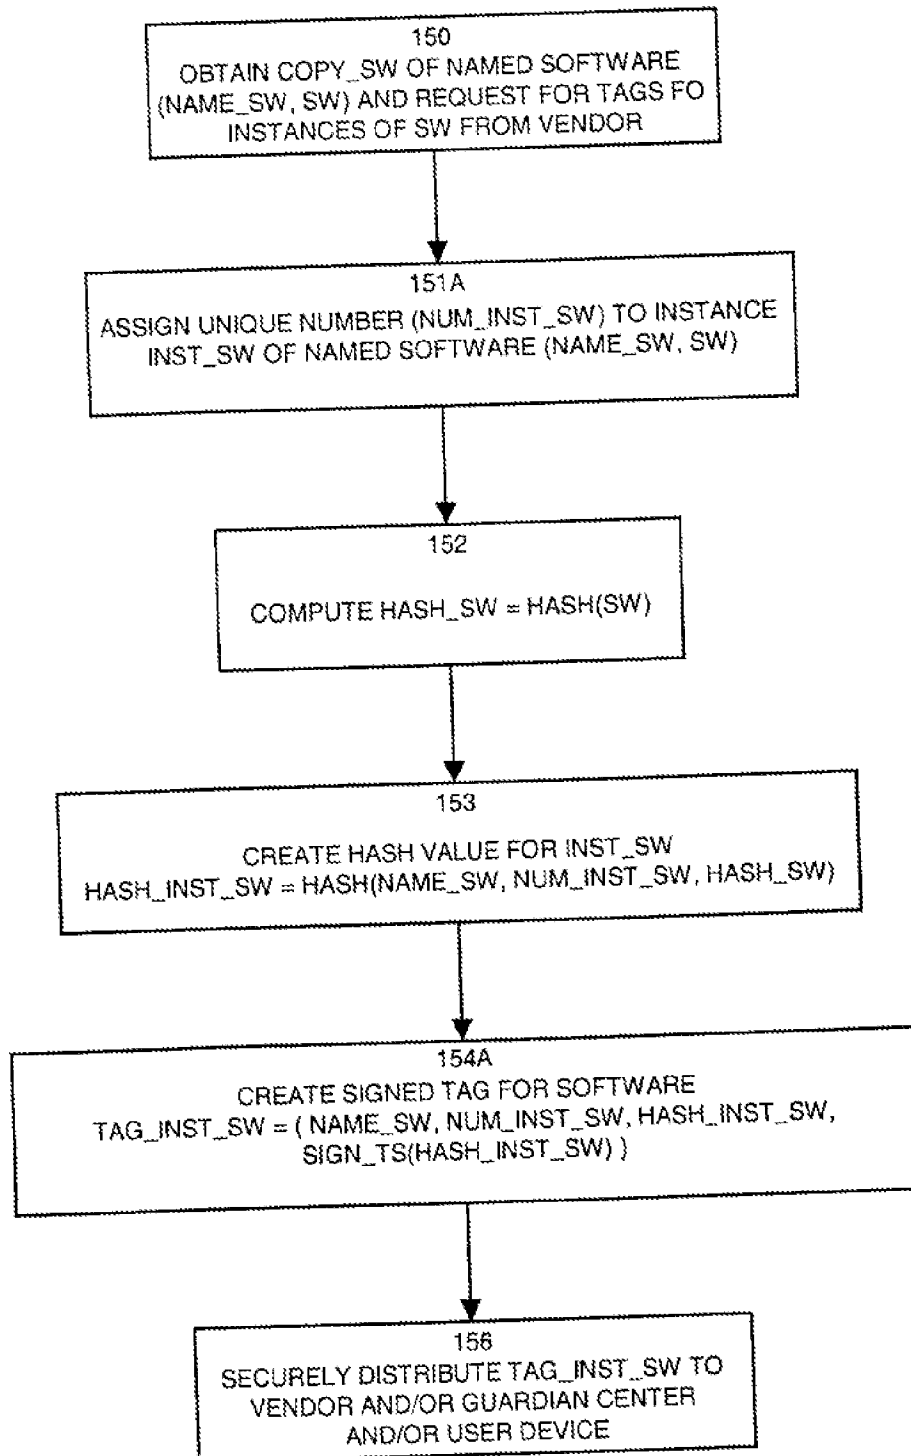 150
OBTAIN COPY_SW OF NAMED SOFTWARE
(NAME_SW, SW) AND REQUEST FOR TAGS FO
INSTANCES OF SW FROM VENDOR
151A
ASSIGN UNIQUE NUMBER (NUM_INST_SW) TO INSTANCE
INST_SW OF NAMED SOFTWARE (NAME_SW, SW)
152
COMPUTE HASH_SW = HASH(SW)
153
CREATE HASH VALUE FOR INST_SW
HASH_INST_SW = HASH(NAME_SW, NUM_INST_SW, HASH_SW)
154A
CREATE SIGNED TAG FOR SOFTWARE
TAG_INST_SW = ( NAME_SW, NUM_INST_SW, HASH_INST_SW,
SIGN_TS(HASH_INST_SW) )
156
SECURELY DISTRIBUTE TAG_INST_SW TO
VENDOR AND/OR GUARDIAN CENTER
AND/OR USER DEVICE